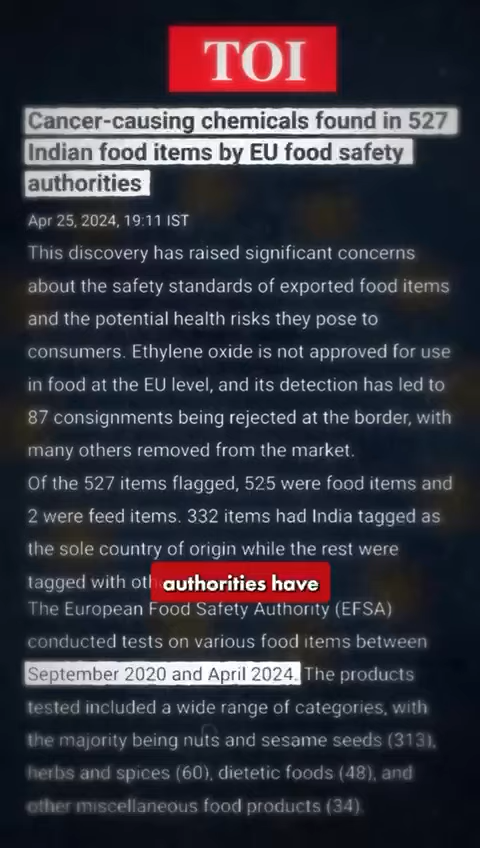 TOI
Cancer-causing chemicals found in 527
Indian food items by EU food safety
authorities
Apr 25, 2024, 19:11 IST
This discovery has raised significant concerns
about the safety standards of exported food items
and the potential health risks they pose to
consumers. Ethylene oxide is not approved for use
in food at the EU level, and its detection has led to
87 consignments being rejected at the border, with
many others removed from the market.
Of the 527 items flagged, 525 were food items and
2 were feed items. 332 items had India tagged as
the sole country of origin while the rest were
tagged with
authorities have
The European Food Safety Authority (EFSA)
conducted tests on various food items between
September 2020 and April 2024. The products
tested included a wide range of categories, with
the majority being nuts and sesame seeds (313),
herbs and spices (60), dietetic foods (48), and
other miscellaneous food products (34).